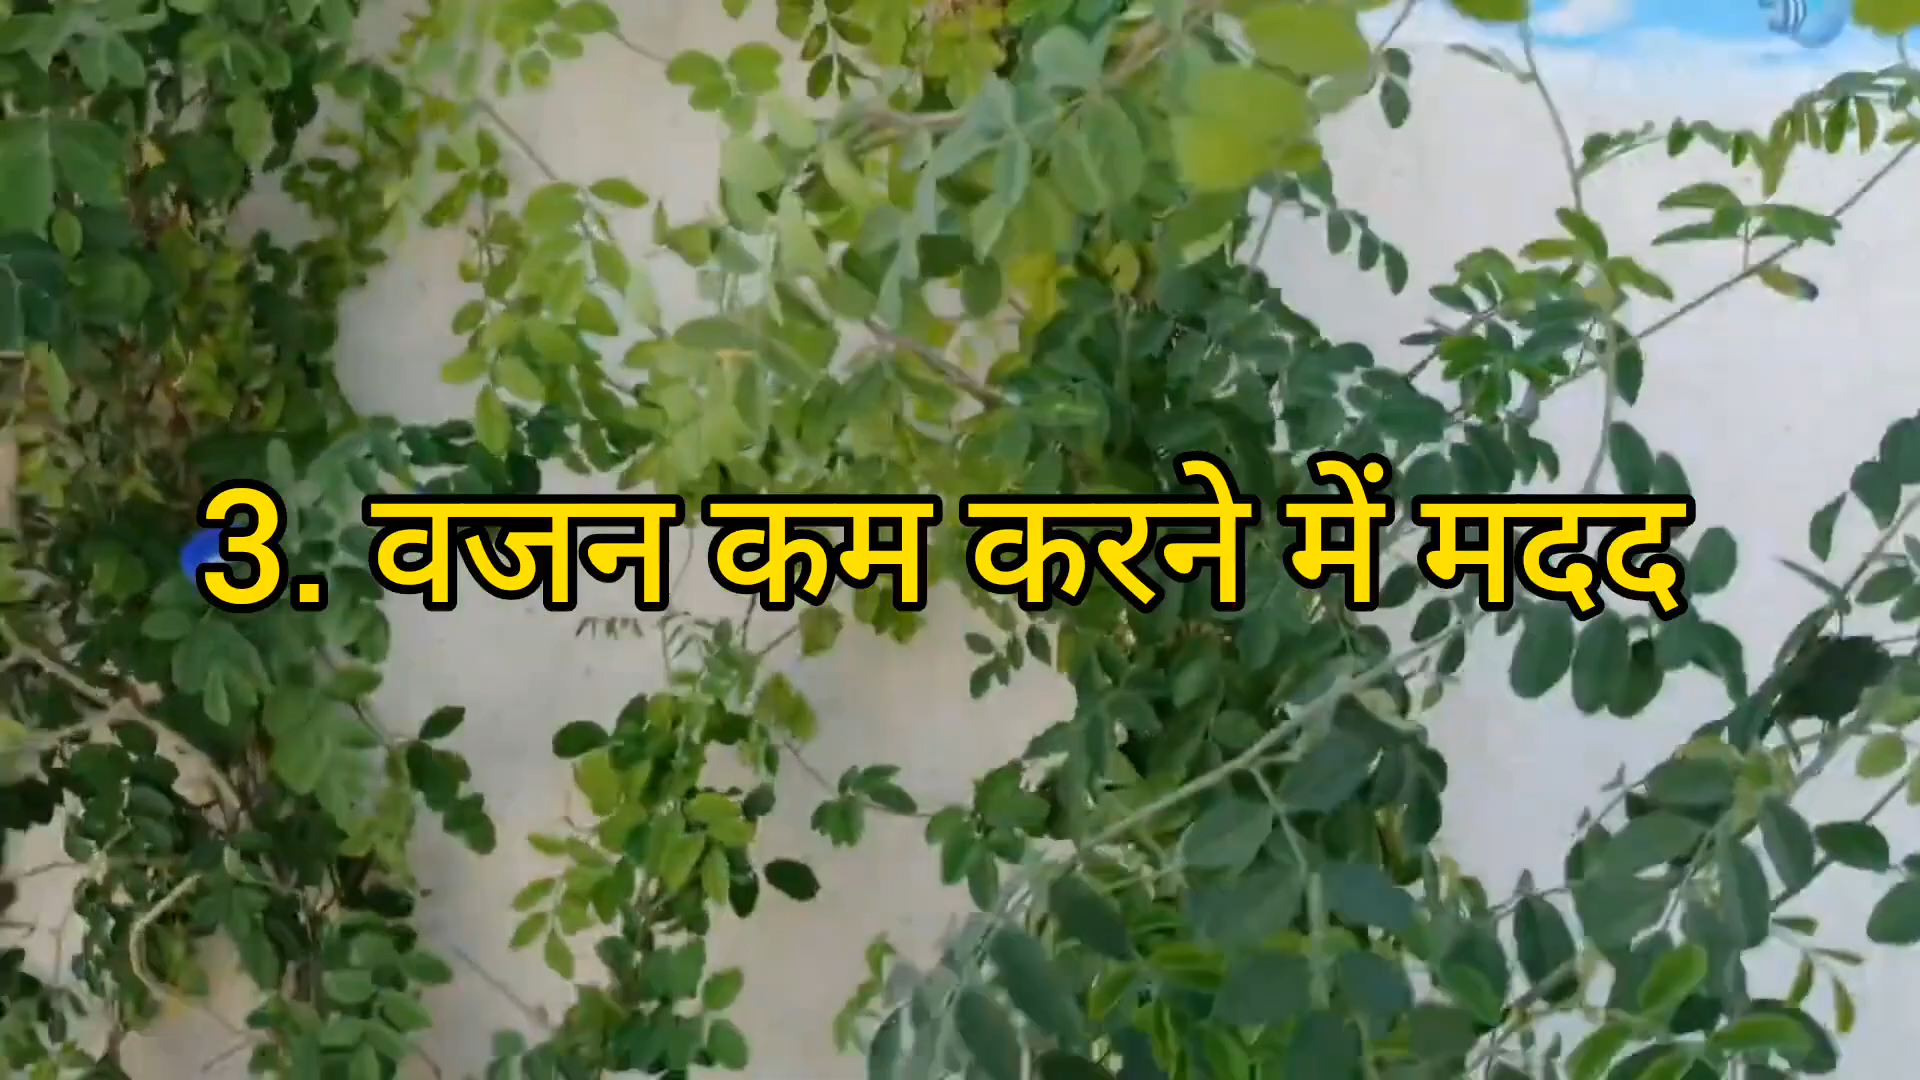 3. वजन कम करने में मदद